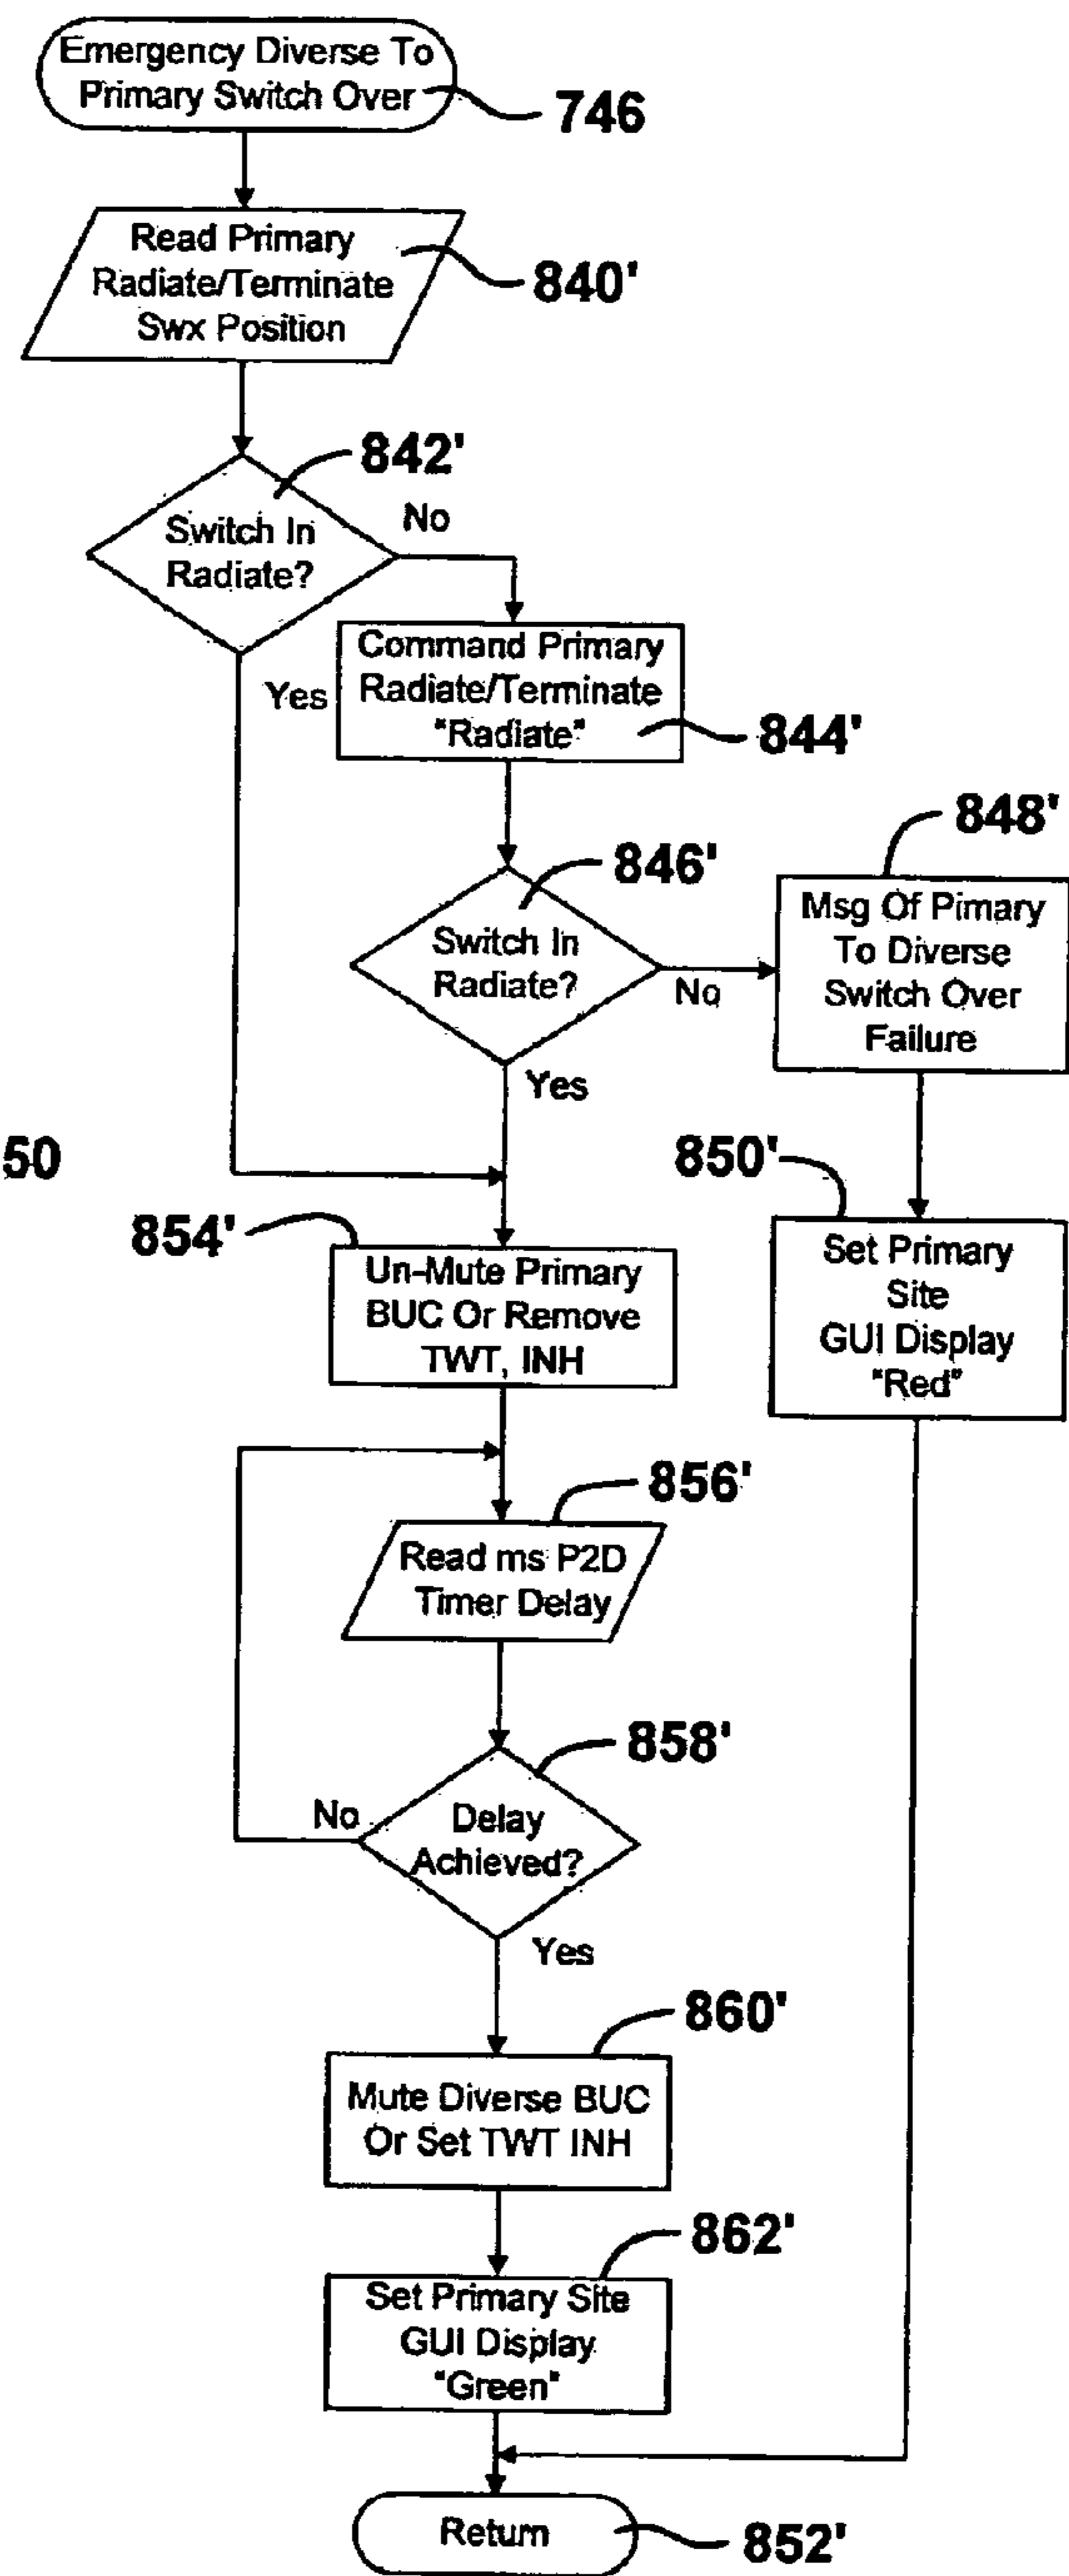 Emergency Diverse To
Primary Switch Over
746
Read Primary
Radiate/Terminate
Swx Position
840'
842'
Switch In
Radiate?
No
Yes
Command Primary
Radiate/Terminate
"Radiate"
844'
846'
Switch In
Radiate?
No
Yes
848'
Msg Of Pimary
To Diverse
Switch Over
Failure
50
850'
Set Primary
Site
GUI Display
"Red"
854'
Un-Mute Primary
BUC Or Remove
TWT, INH
856'
Read ms P2D
Timer Delay
858'
Delay
Achieved?
No
Yes
860'
Mute Diverse BUC
Or Set TWT INH
862'
Set Primary Site
GUI Display
"Green"
Return
852'